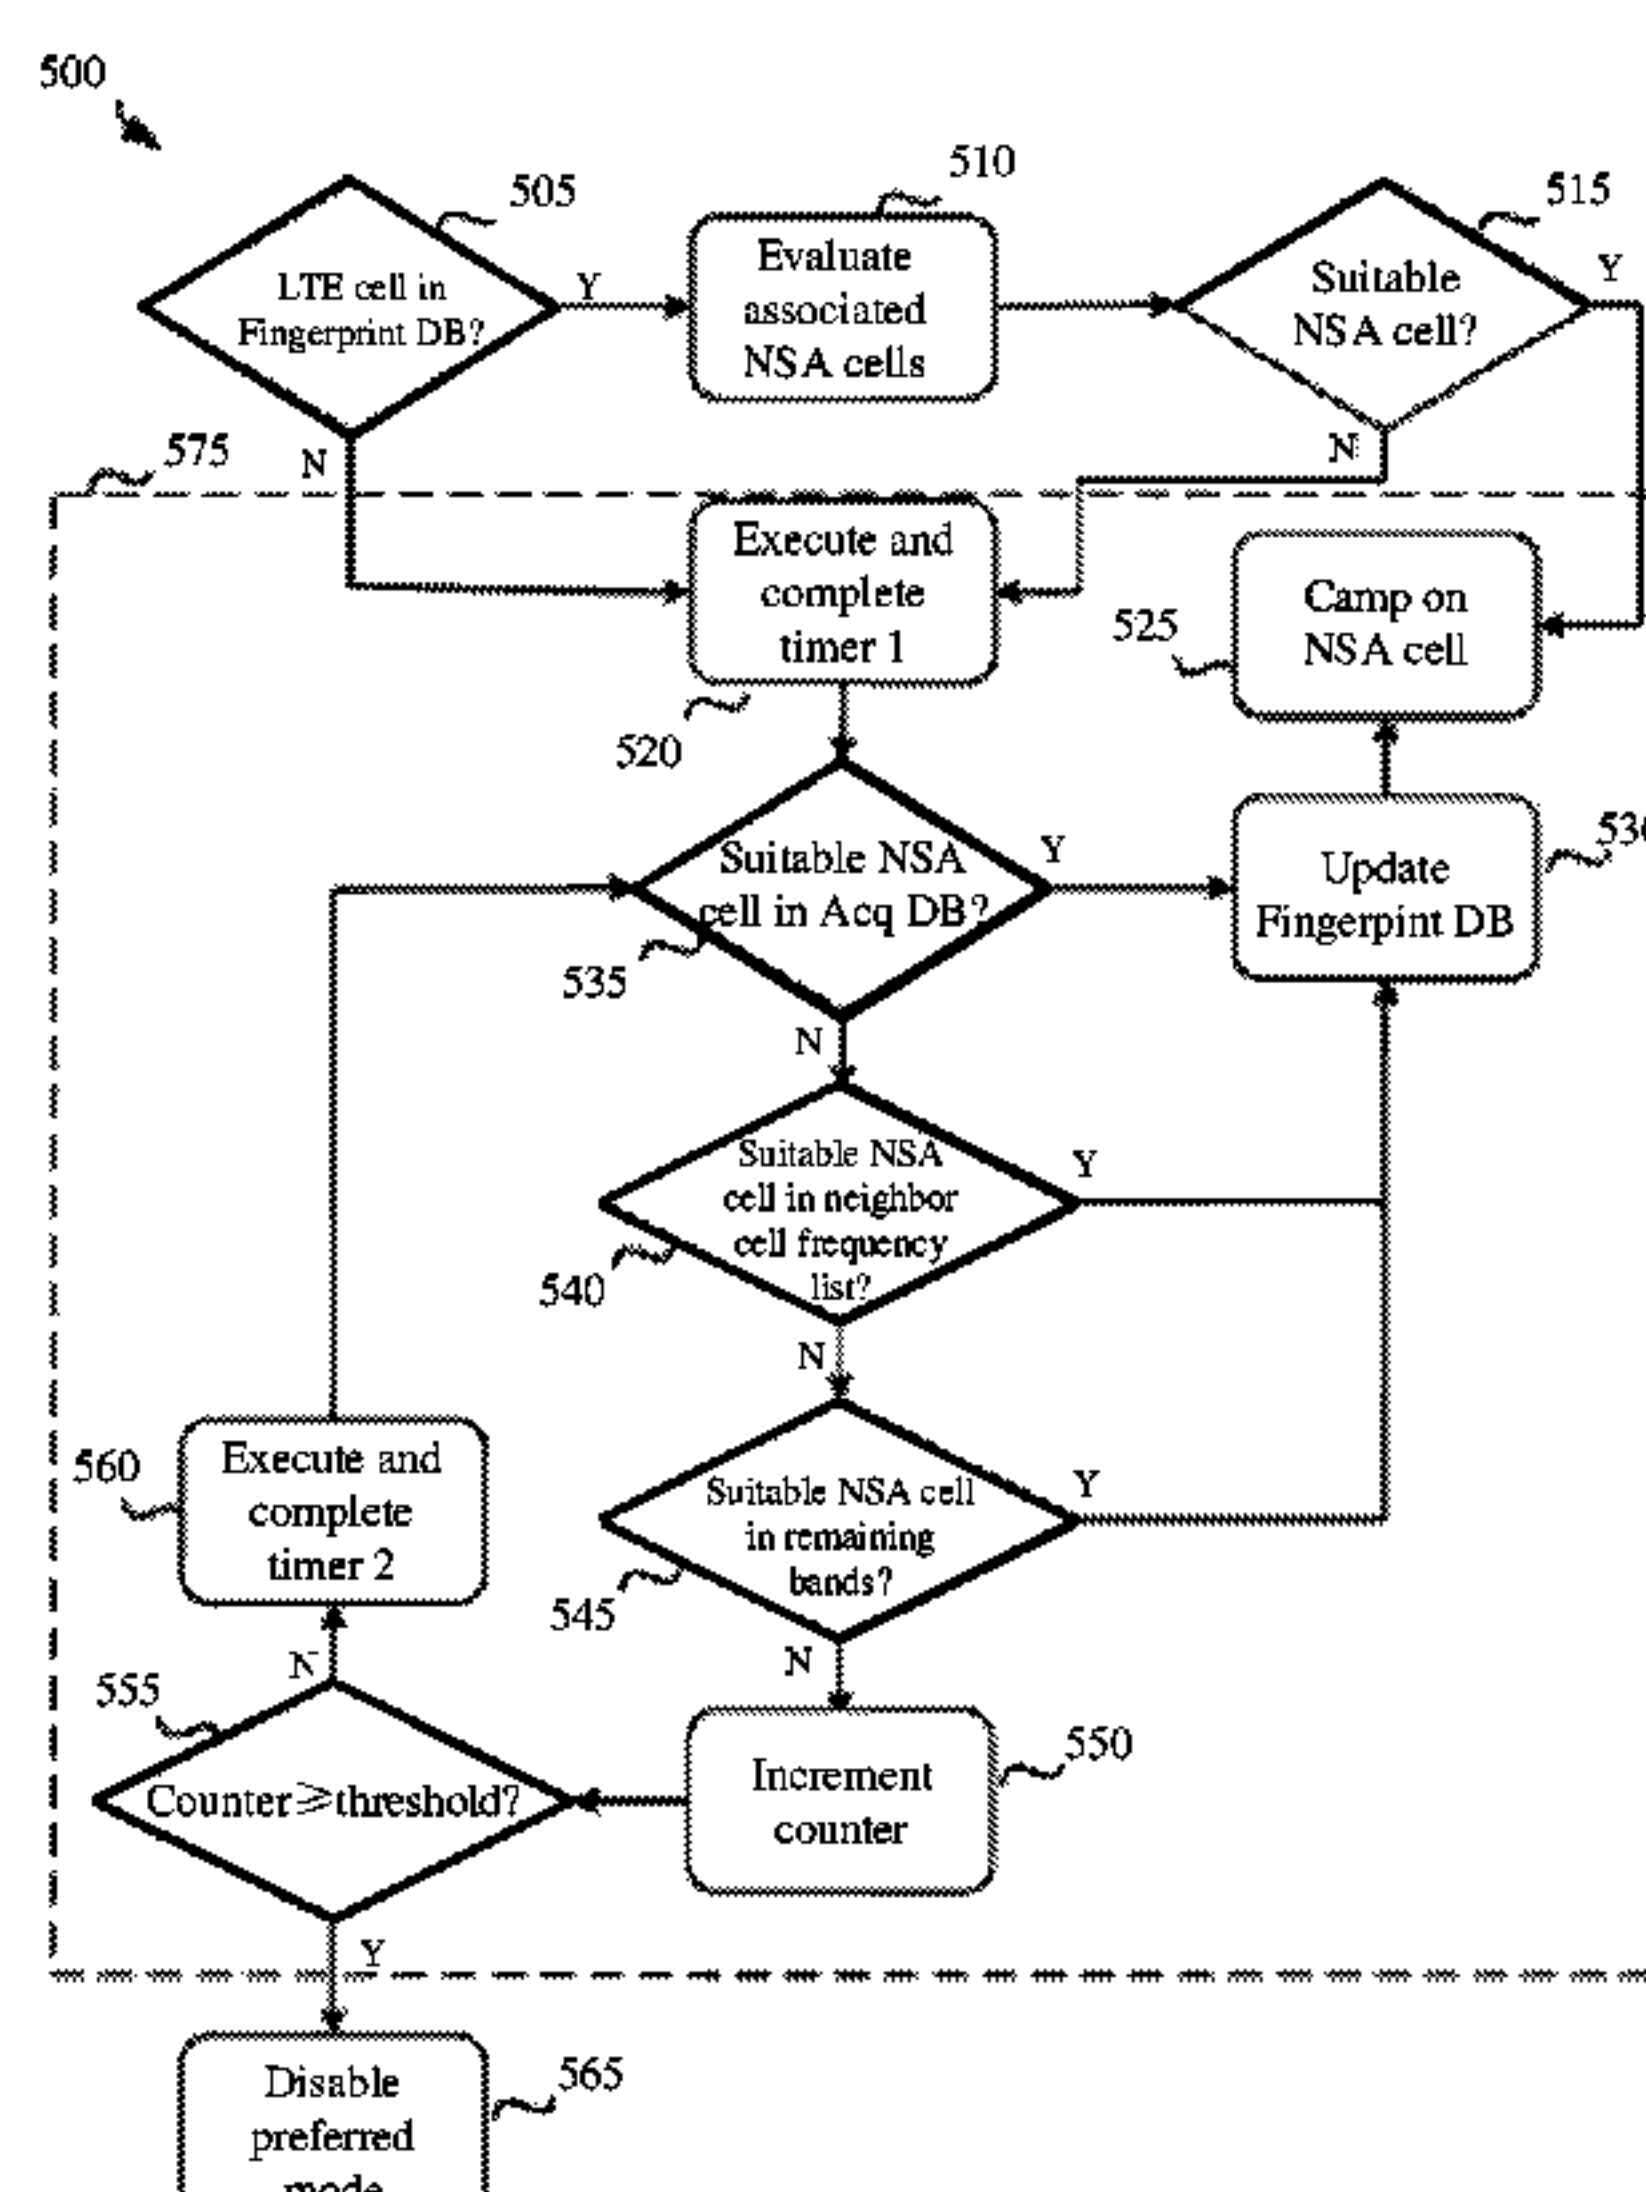 500
505
510
515
LTE cell in
Fingerprint DB?
Y
Evaluate
associated
NSA cells
Suitable
NSA cell?
Y
N
N
575
Execute and
complete
timer 1
520
Camp on
NSA cell
525
Suitable NSA
cell in Acq DB?
Y
535
N
Update
Fingerpint DB
Suitable NSA
cell in neighbor
cell frequency
list?
Y
540
N
Suitable NSA cell
in remaining
bands?
Y
545
N
Execute and
complete
timer 2
560
N
555
Counter ≥ threshold?
Y
Increment
counter
550
Disable
preferred
mode
565